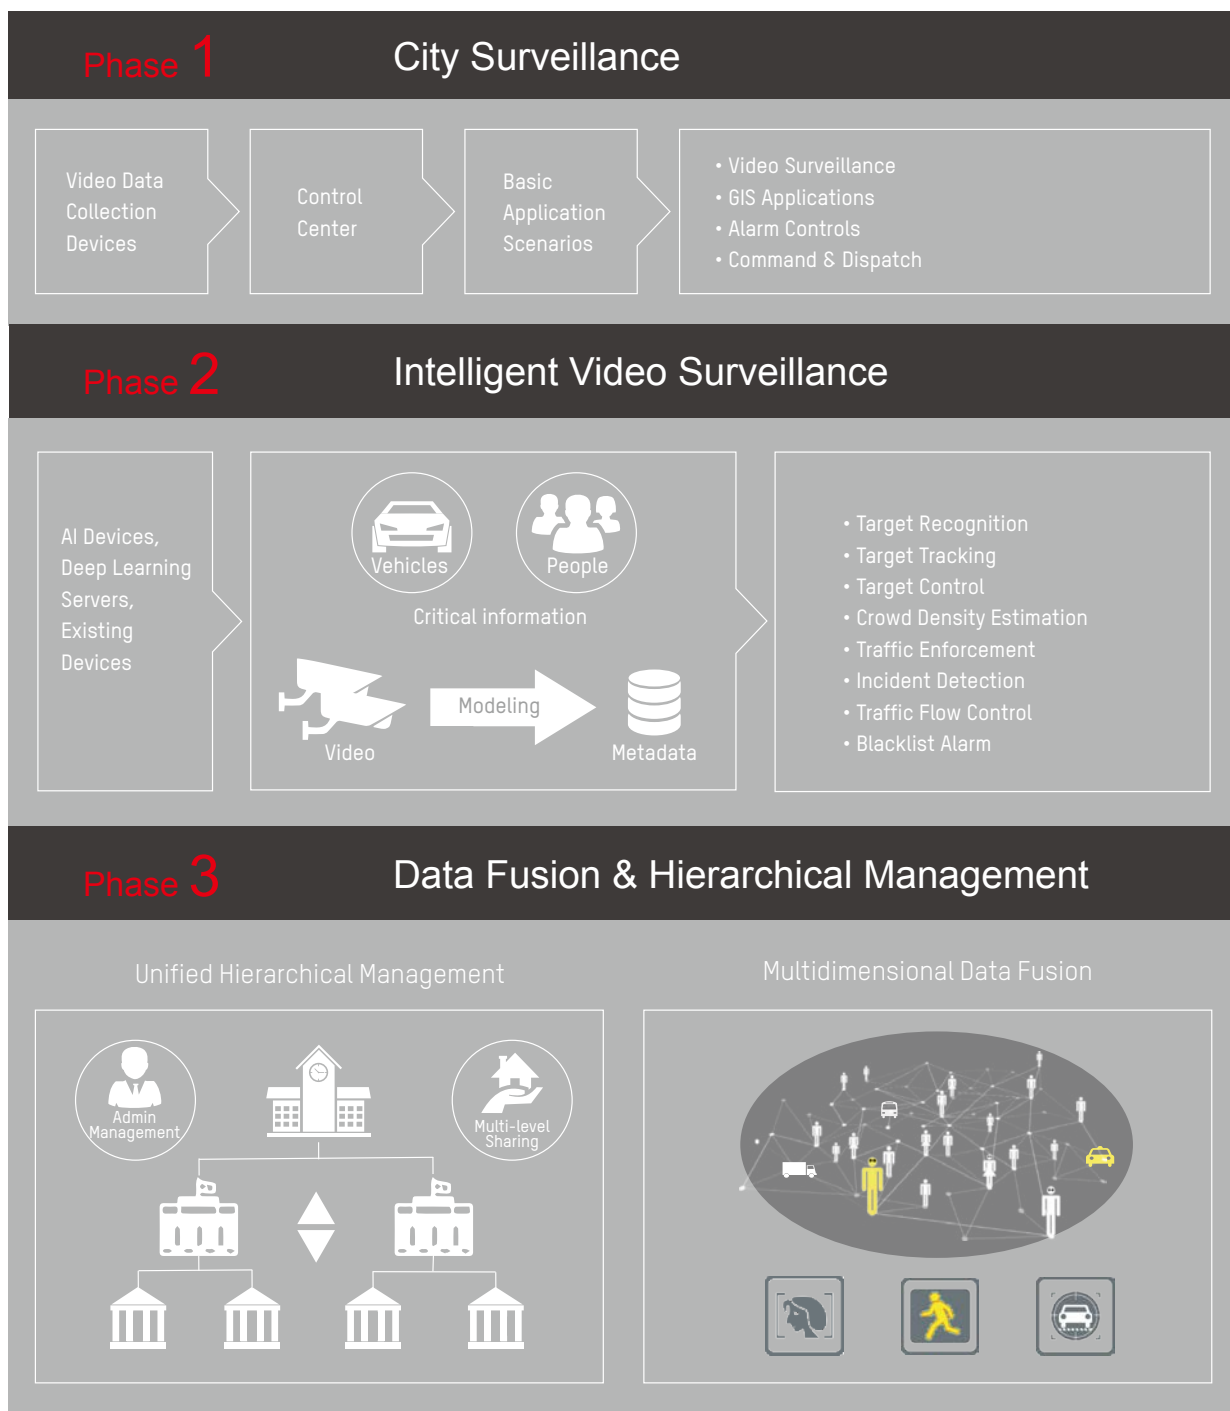 Phase 1
City Surveillance
Video Data
Collection
Devices
Control
Center
Basic
Application
Scenarios
• Video Surveillance
• GIS Applications
• Alarm Controls
• Command & Dispatch
Phase 2
Intelligent Video Surveillance
AI Devices,
Deep Learning
Servers,
Existing
Devices
Vehicles
People
Critical information
Video
Modeling
Metadata
• Target Recognition
• Target Tracking
• Target Control
• Crowd Density Estimation
• Traffic Enforcement
• Incident Detection
• Traffic Flow Control
• Blacklist Alarm
Phase 3
Data Fusion & Hierarchical Management
Unified Hierarchical Management
Admin
Management
Multi-level
Sharing
Multidimensional Data Fusion